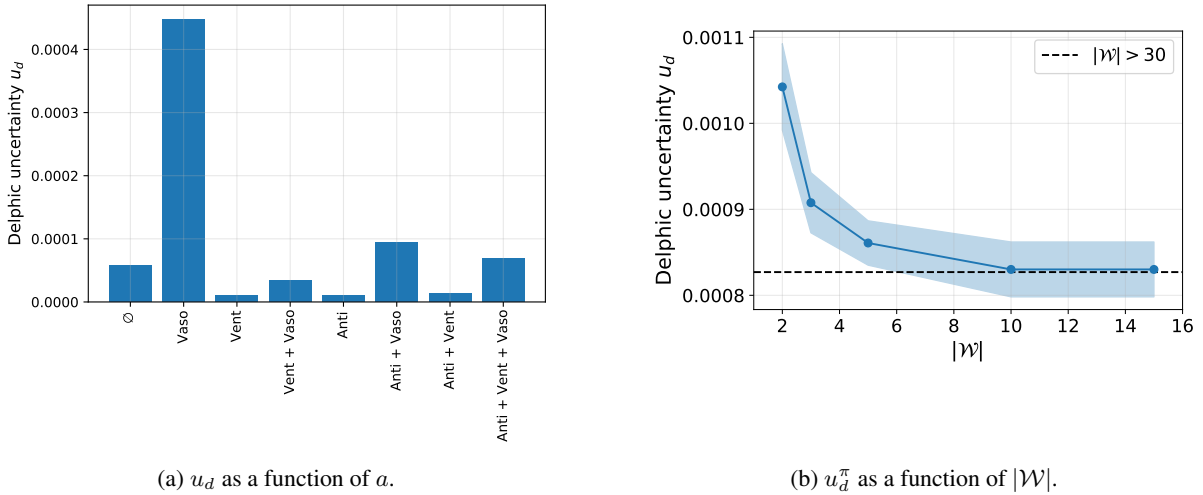 Delphic uncertainty u_d
0.0004
0.0003
0.0002
0.0001
0.0000
∅
Vaso
Vent
Vent + Vaso
Anti
Anti + Vaso
Anti + Vent
Anti + Vent + Vaso
(a) u_d as a function of a.
Delphic uncertainty u_d
0.0011
0.0010
0.0009
0.0008
|𝒲| > 30
2 4 6 8 10 12 14 16
|𝒲|
(b) u_d^π as a function of |𝒲|.